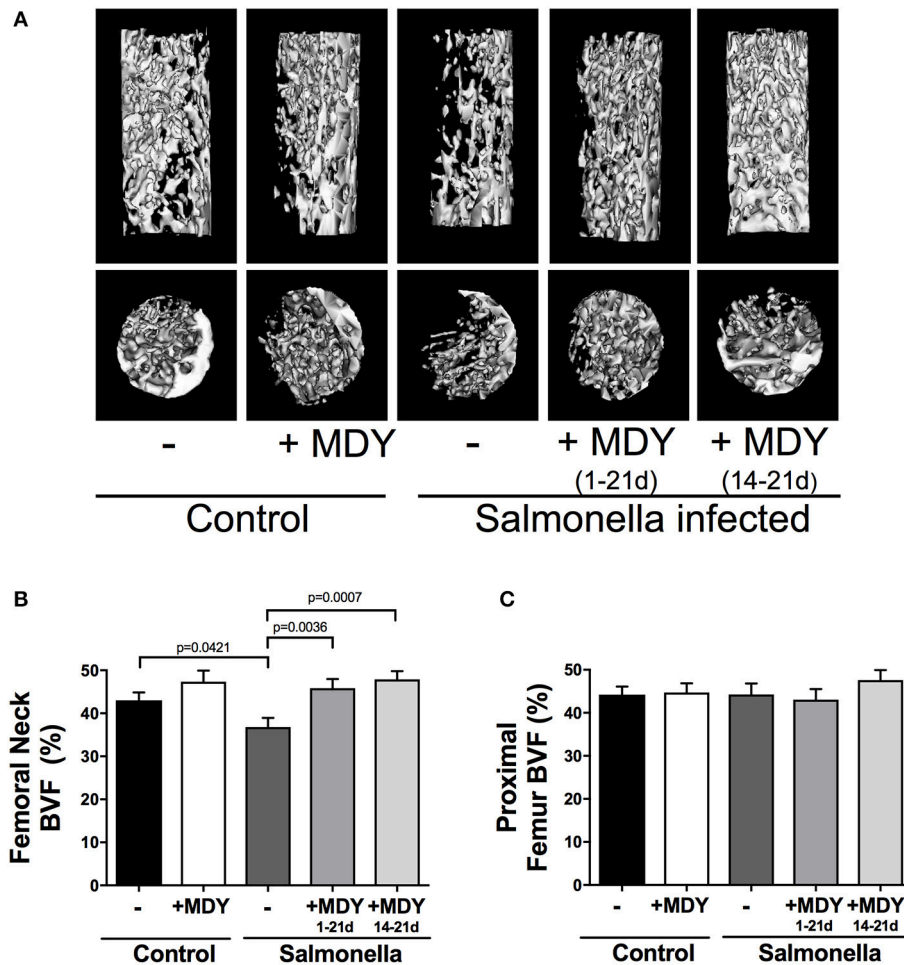 A
- + MDY - + MDY + MDY
(1-21d) (14-21d)
Control Salmonella infected
B
p=0.0007
p=0.0036
p=0.0421
Femoral Neck
BVF (%)
50
40
30
20
10
0
- +MDY - +MDY +MDY
1-21d 14-21d
Control Salmonella
C
Proximal
Femur BVF (%)
50
40
30
20
10
0
- +MDY - +MDY +MDY
1-21d 14-21d
Control Salmonella